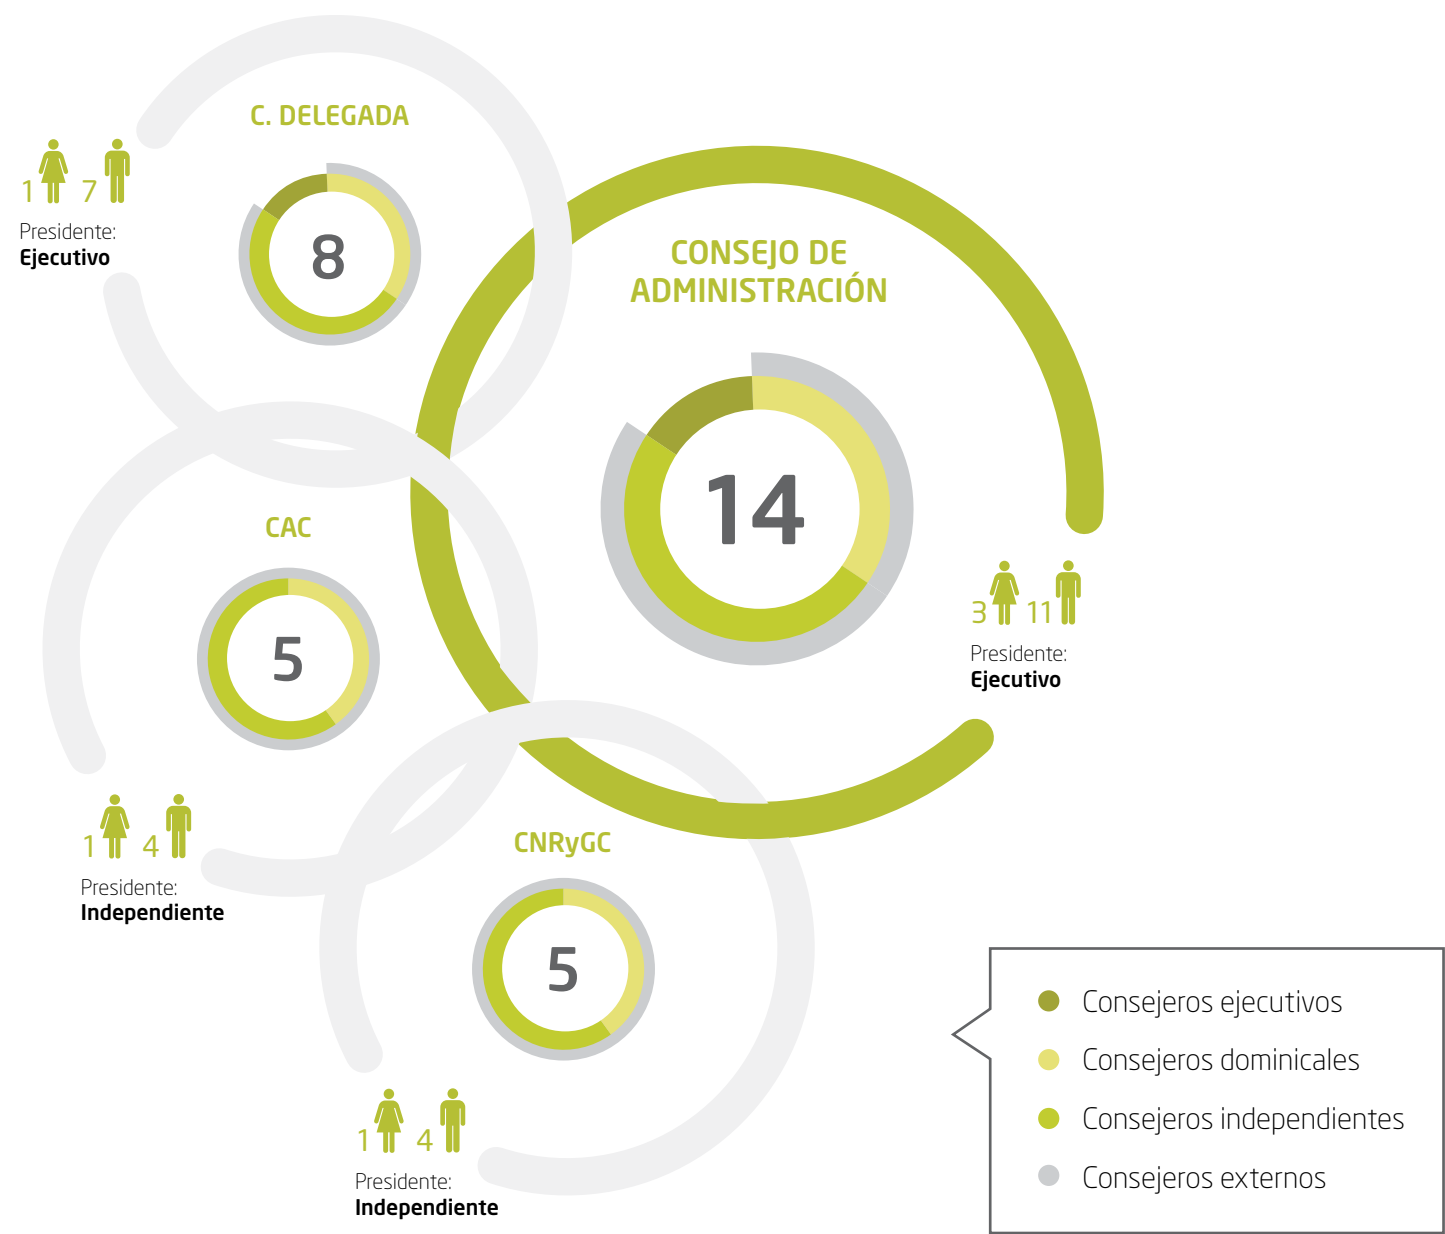 C. DELEGADA
8
1 7
Presidente:
Ejecutivo
CONSEJO DE
ADMINISTRACIÓN
14
3 11
Presidente:
Ejecutivo
CAC
5
1 4
Presidente:
Independiente
CNRyGC
5
1 4
Presidente:
Independiente
Consejeros ejecutivos
Consejeros dominicales
Consejeros independientes
Consejeros externos